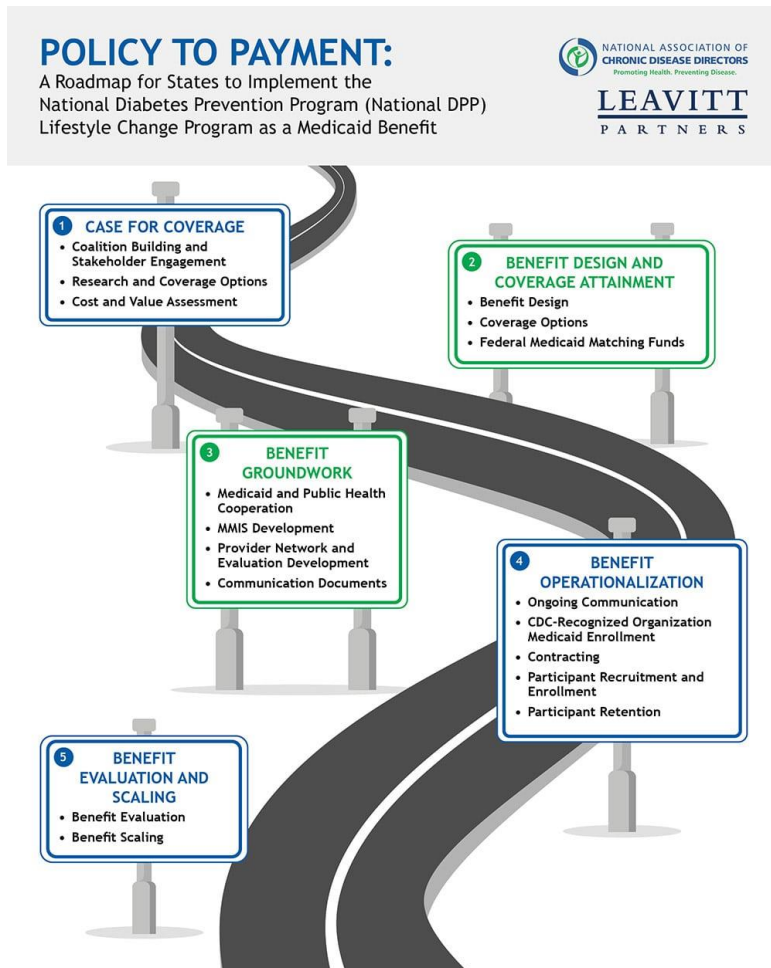 POLICY TO PAYMENT:
A Roadmap for States to Implement the
National Diabetes Prevention Program (National DPP)
Lifestyle Change Program as a Medicaid Benefit
NATIONAL ASSOCIATION OF
CHRONIC DISEASE DIRECTORS
Promoting Health. Preventing Disease.
LEAVITT
PARTNERS
1 CASE FOR COVERAGE
• Coalition Building and
Stakeholder Engagement
• Research and Coverage Options
• Cost and Value Assessment
2 BENEFIT DESIGN AND
COVERAGE ATTAINMENT
• Benefit Design
• Coverage Options
• Federal Medicaid Matching Funds
3 BENEFIT
GROUNDWORK
• Medicaid and Public Health
Cooperation
• MMIS Development
• Provider Network and
Evaluation Development
• Communication Documents
4 BENEFIT
OPERATIONALIZATION
• Ongoing Communication
• CDC-Recognized Organization
Medicaid Enrollment
• Contracting
• Participant Recruitment and
Enrollment
• Participant Retention
5 BENEFIT
EVALUATION AND
SCALING
• Benefit Evaluation
• Benefit Scaling